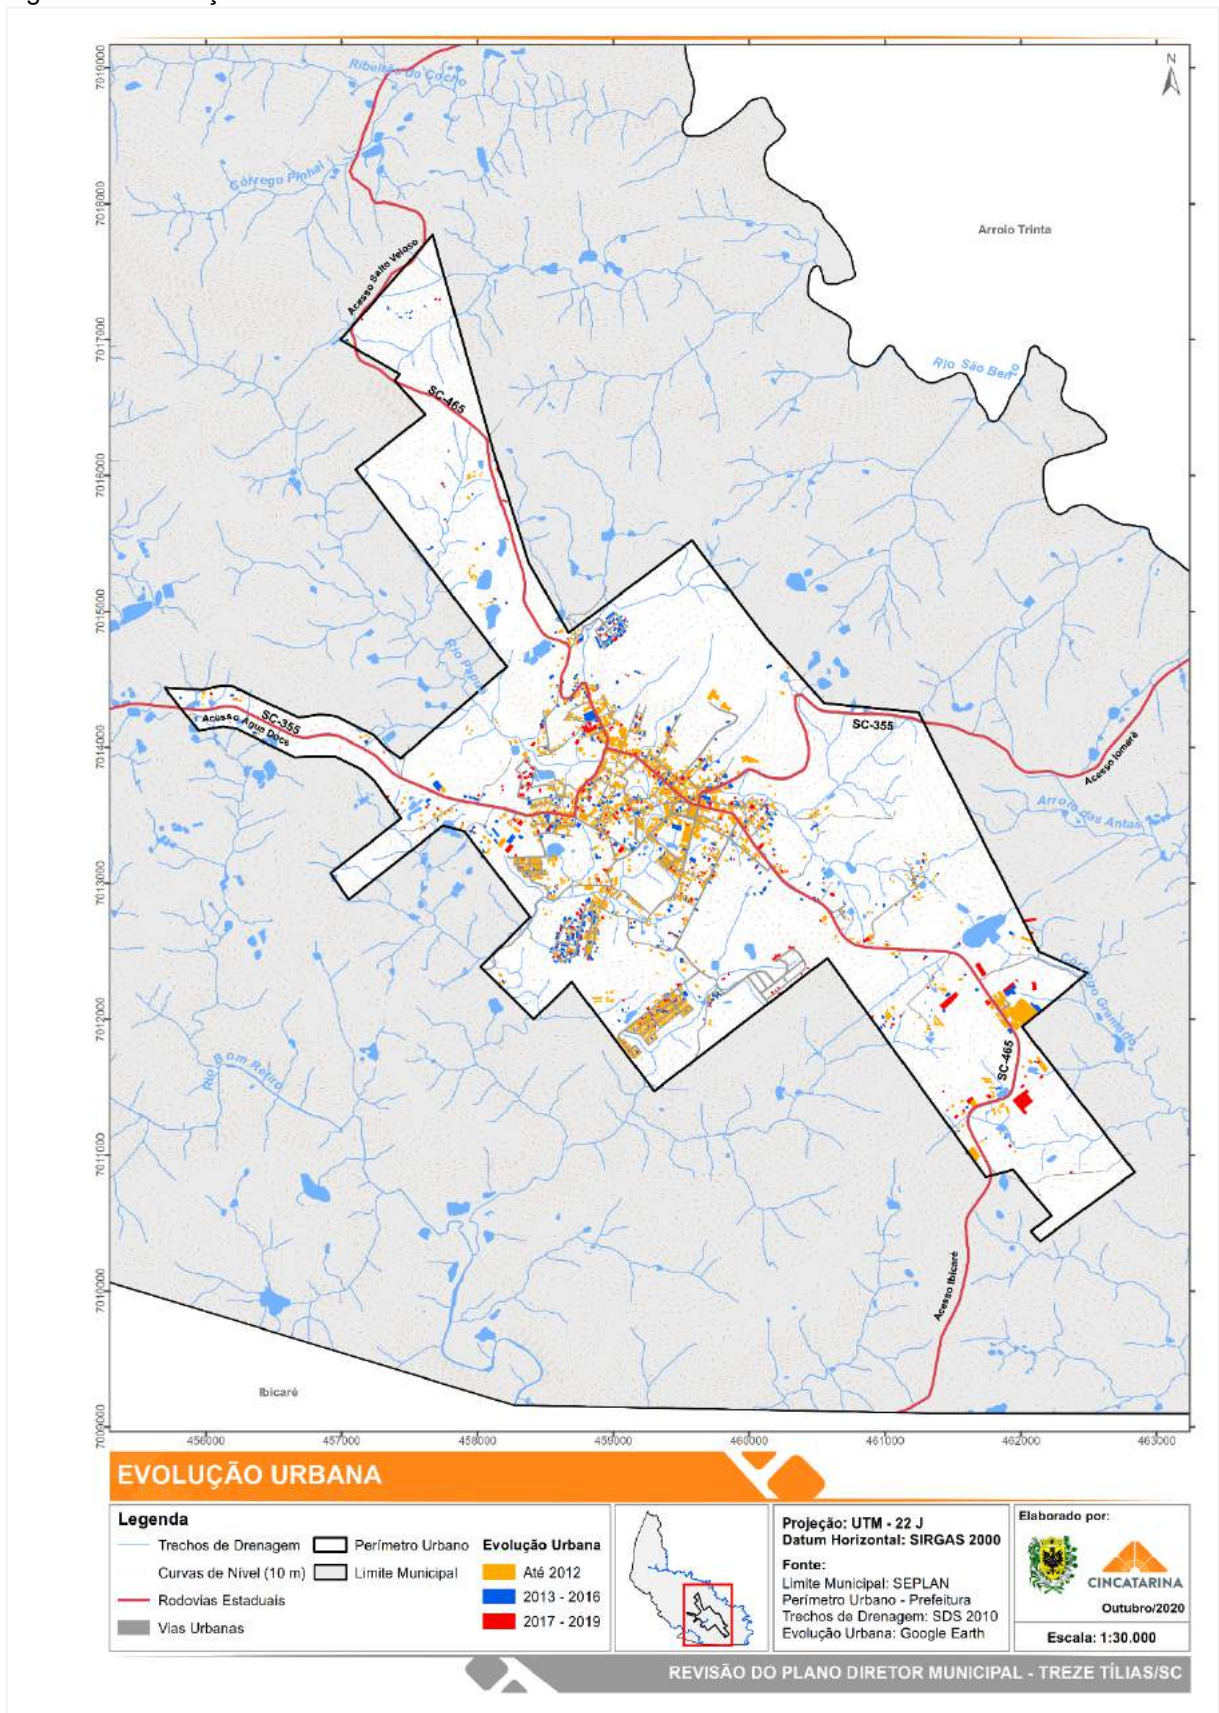 7019000
7018000
7017000
7016000
7015000
7014000
7013000
7012000
7011000
7010000
7009000
N
Ribeirão do Cocho
Córrego Pinhal
Arroio Trinta
Acesso Salto Veloso
Rio São Bento
SC-465
Rio Papuã
SC-355
Acesso Água Doce
SC-355
Acesso Iomerê
Arroio das Antas
Córrego Gramado
SC-465
Rio Bom Retiro
Acesso Ibicaré
Ibicaré
456000 457000 458000 459000 460000 461000 462000 463000
EVOLUÇÃO URBANA
Legenda
Trechos de Drenagem
Curvas de Nível (10 m)
Rodovias Estaduais
Vias Urbanas
Perímetro Urbano
Limite Municipal
Evolução Urbana
Até 2012
2013 - 2016
2017 - 2019
Projeção: UTM - 22 J
Datum Horizontal: SIRGAS 2000
Fonte:
Limite Municipal: SEPLAN
Perímetro Urbano - Prefeitura
Trechos de Drenagem: SDS 2010
Evolução Urbana: Google Earth
Elaborado por:
CINCATARINA
Outubro/2020
Escala: 1:30.000
REVISÃO DO PLANO DIRETOR MUNICIPAL - TREZE TÍLIAS/SC